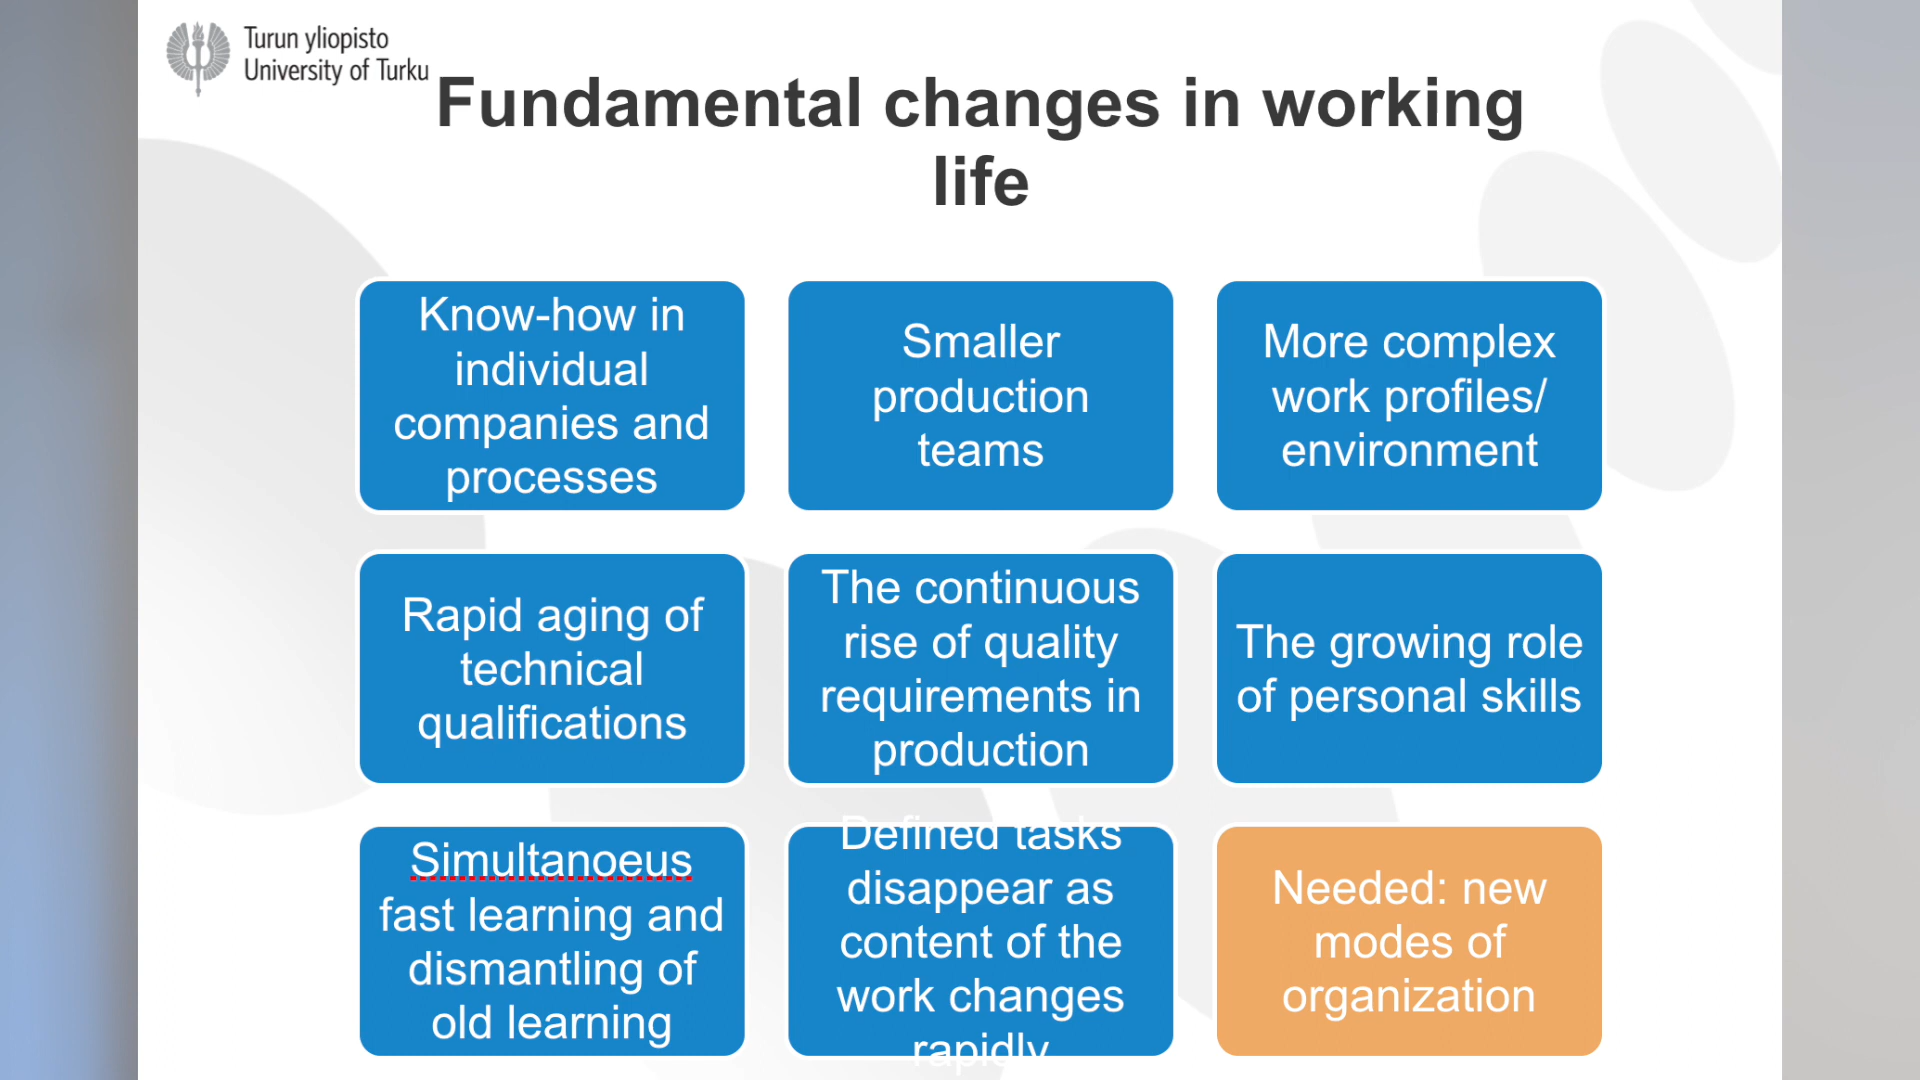 Turun yliopisto
University of Turku
Fundamental changes in working
life
Know-how in
individual
companies and
processes
Smaller
production
teams
More complex
work profiles/
environment
Rapid aging of
technical
qualifications
The continuous
rise of quality
requirements in
production
The growing role
of personal skills
Simultanoeus
fast learning and
dismantling of
old learning
Defined tasks
disappear as
content of the
work changes
rapidly
Needed: new
modes of
organization